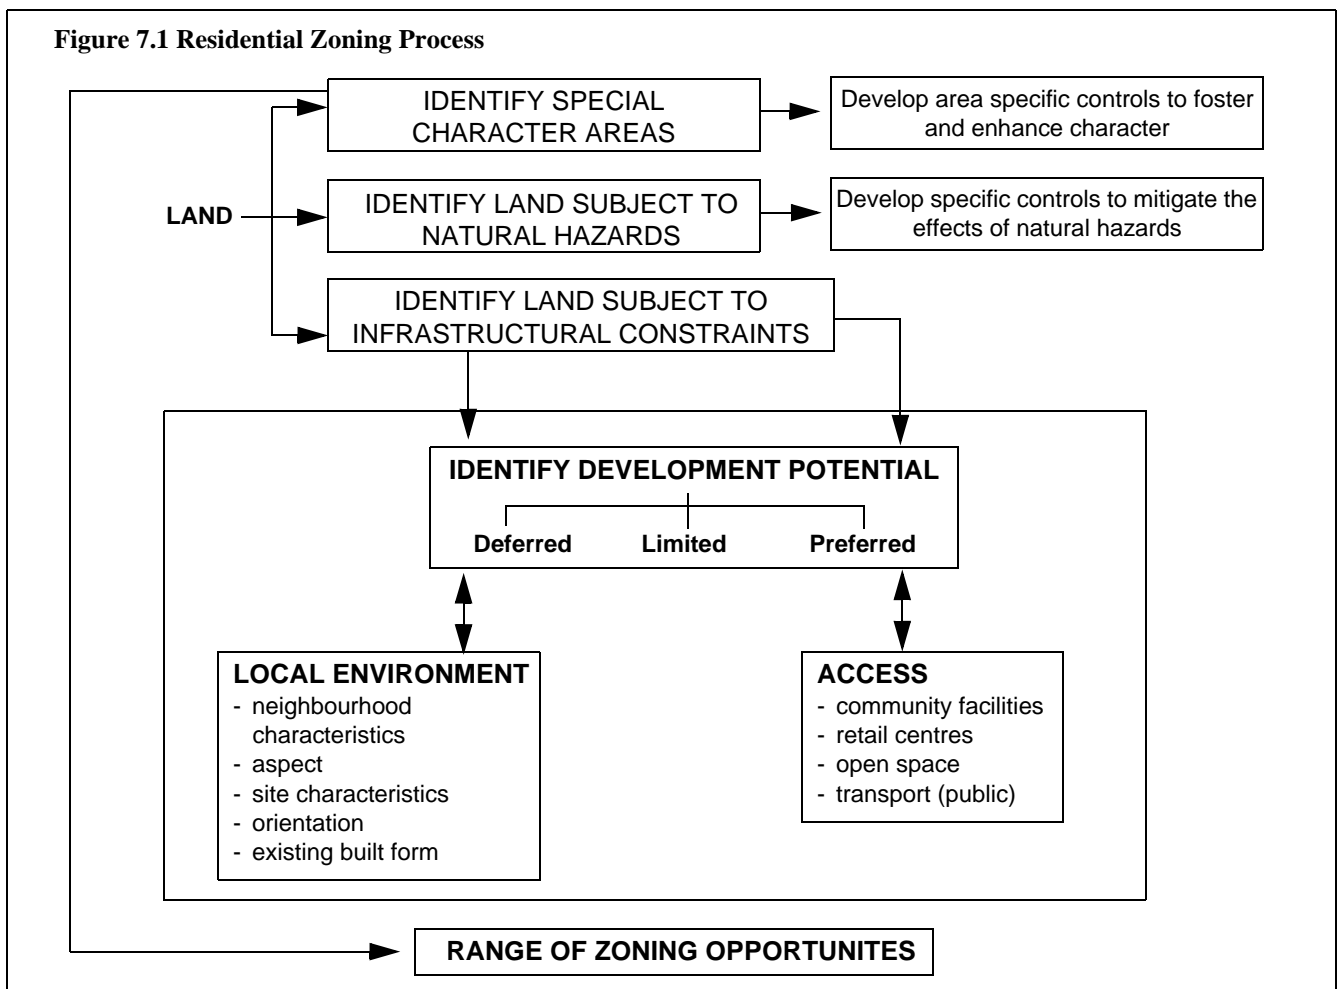 Figure 7.1 Residential Zoning Process
IDENTIFY SPECIAL
CHARACTER AREAS
Develop area specific controls to foster
and enhance character
LAND
IDENTIFY LAND SUBJECT TO
NATURAL HAZARDS
Develop specific controls to mitigate the
effects of natural hazards
IDENTIFY LAND SUBJECT TO
INFRASTRUCTURAL CONSTRAINTS
IDENTIFY DEVELOPMENT POTENTIAL
Deferred Limited Preferred
LOCAL ENVIRONMENT
- neighbourhood
characteristics
- aspect
- site characteristics
- orientation
- existing built form
ACCESS
- community facilities
- retail centres
- open space
- transport (public)
RANGE OF ZONING OPPORTUNITES